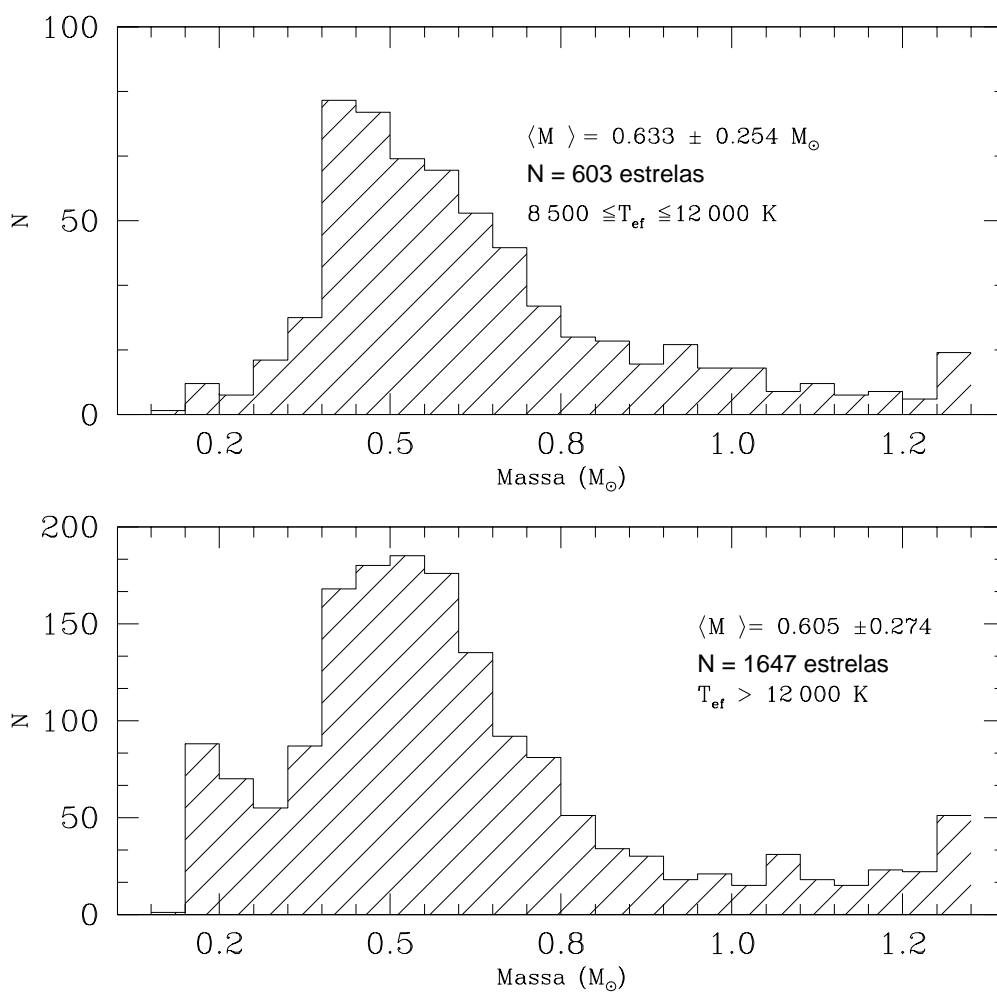 100
⟨M ⟩ = 0.633 ± 0.254 M☉
N = 603 estrelas
8 500 ≦T_ef ≦12 000 K
50
N
0
0.2 0.5 0.8 1.0 1.2
Massa (M☉)
200
150
⟨M ⟩= 0.605 ±0.274
N = 1647 estrelas
T_ef > 12 000 K
100
N
50
0
0.2 0.5 0.8 1.0 1.2
Massa (M☉)